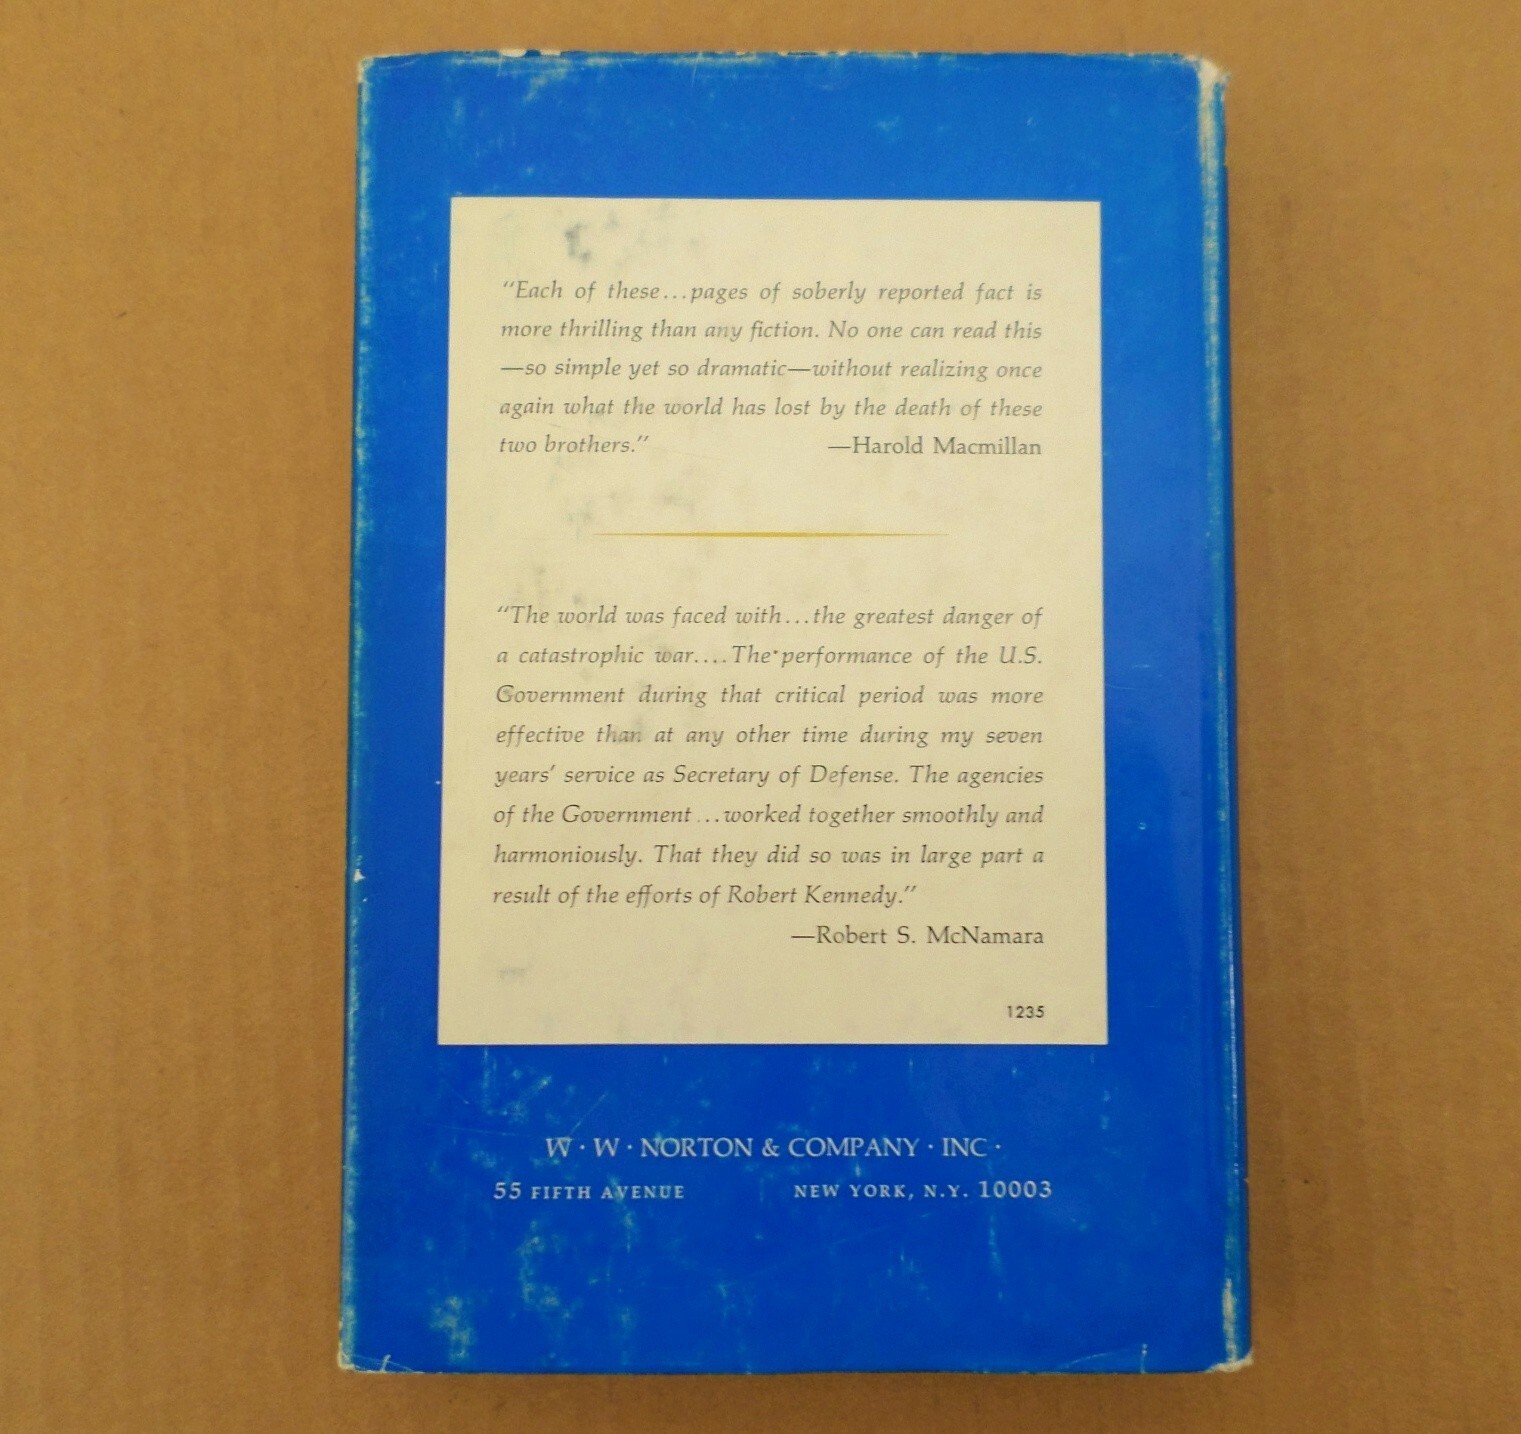 “Each of these...pages of soberly reported fact is
more thrilling than any fiction. No one can read this
—so simple yet so dramatic—without realizing once
again what the world has lost by the death of these
two brothers.” —Harold Macmillan
“The world was faced with...the greatest danger of
a catastrophic war.... The performance of the U.S.
Government during that critical period was more
effective than at any other time during my seven
years’ service as Secretary of Defense. The agencies
of the Government...worked together smoothly and
harmoniously. That they did so was in large part a
result of the efforts of Robert Kennedy.”
—Robert S. McNamara
1235
W · W · NORTON & COMPANY · INC ·
55 FIFTH AVENUE NEW YORK, N.Y. 10003